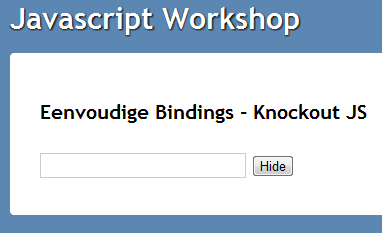 Javascript Workshop
Eenvoudige Bindings - Knockout JS
Hide